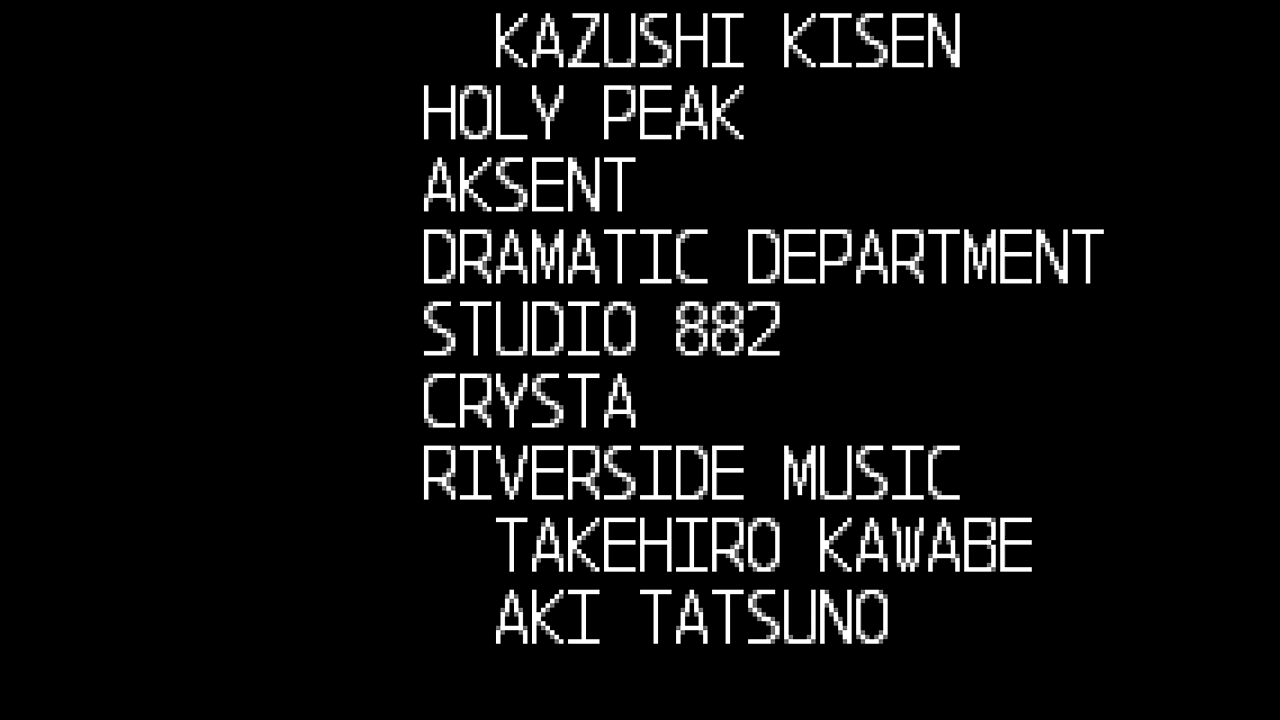 KAZUSHI KISEN
HOLY PEAK
AKSENT
DRAMATIC DEPARTMENT
STUDIO 882
CRYSTA
RIVERSIDE MUSIC
TAKEHIRO KAWABE
AKI TATSUNO